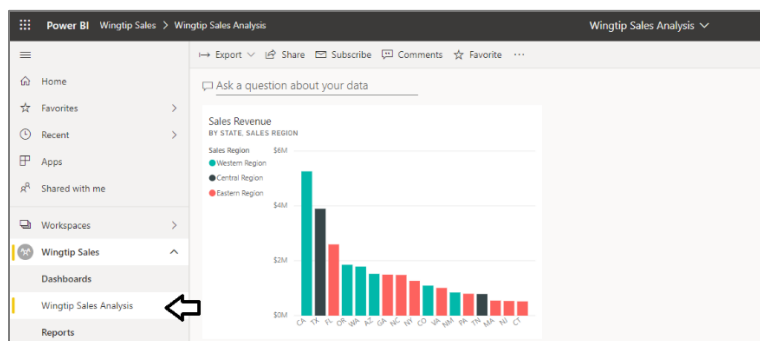 Power BI Wingtip Sales > Wingtip Sales Analysis
Wingtip Sales Analysis
Export Share Subscribe Comments Favorite ...
Home
Favorites
Recent
Apps
Shared with me
Workspaces
Wingtip Sales
Dashboards
Wingtip Sales Analysis
Reports
Ask a question about your data
Sales Revenue
BY STATE, SALES REGION
Sales Region
Western Region
Central Region
Eastern Region
$6M
$4M
$2M
$0M
CA TX FL OR WA AZ GA NC NY CO VA NM PA TN MA NJ CT